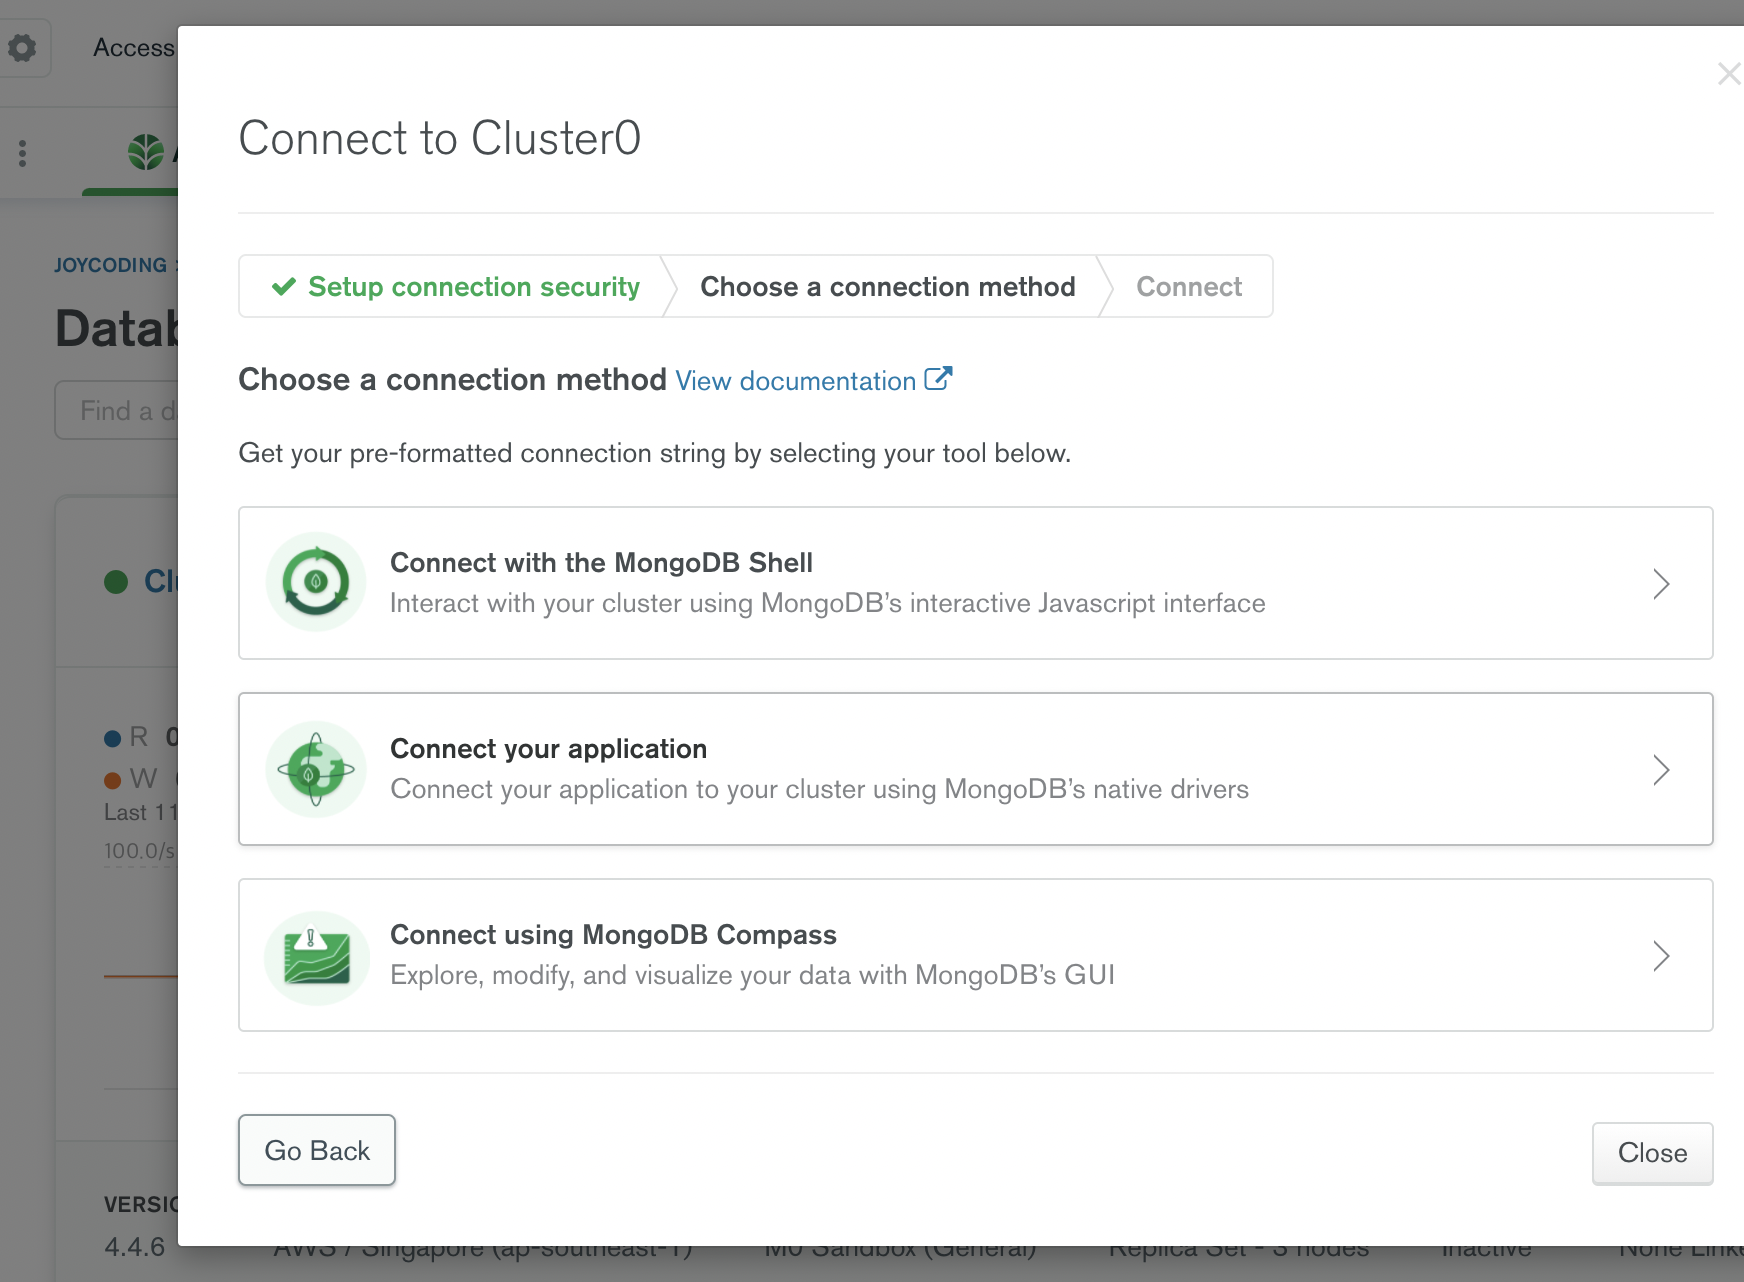 Access
Connect to Cluster0
JOYCODING
Setup connection security
Choose a connection method
Connect
Choose a connection method View documentation
Find a d
Get your pre-formatted connection string by selecting your tool below.
Connect with the MongoDB Shell
Interact with your cluster using MongoDB's interactive Javascript interface
R 0
W
Last 11
100.0/s
Connect your application
Connect your application to your cluster using MongoDB's native drivers
Connect using MongoDB Compass
Explore, modify, and visualize your data with MongoDB's GUI
Go Back
Close
4.4.6
AWS / Singapore (ap-southeast-1)
M0 Sandbox (General)
Replica Set - 3 nodes
Inactive
None Linke